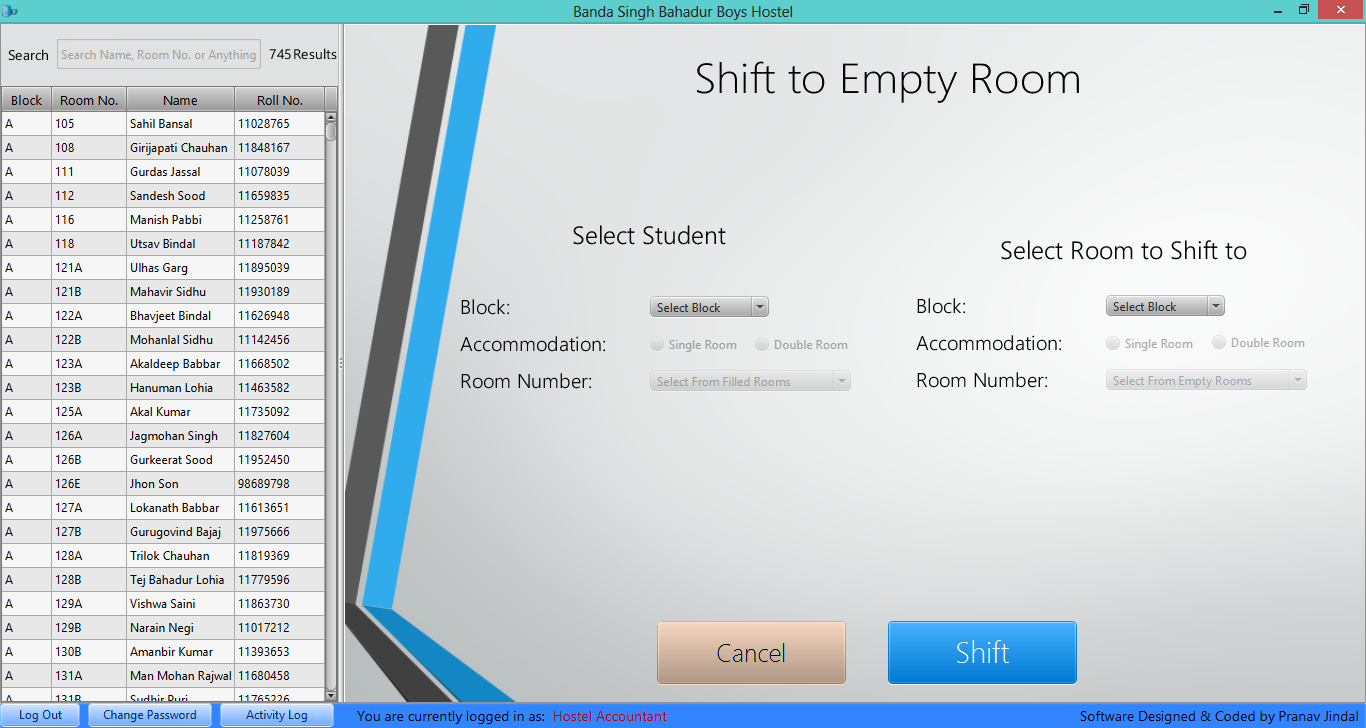 Banda Singh Bahadur Boys Hostel
Search Search Name, Room No. or Anything 745 Results
Block Room No. Name Roll No.
A 105 Sahil Bansal 11028765
A 108 Girijapati Chauhan 11848167
A 111 Gurdas Jassal 11078039
A 112 Sandesh Sood 11659835
A 116 Manish Pabbi 11258761
A 118 Utsav Bindal 11187842
A 121A Ulhas Garg 11895039
A 121B Mahavir Sidhu 11930189
A 122A Bhavjeet Bindal 11626948
A 122B Mohanlal Sidhu 11142456
A 123A Akaldeep Babbar 11668502
A 123B Hanuman Lohia 11463582
A 125A Akal Kumar 11735092
A 126A Jagmohan Singh 11827604
A 126B Gurkeerat Sood 11952450
A 126E Jhon Son 98689798
A 127A Lokanath Babbar 11613651
A 127B Gurugovind Bajaj 11975666
A 128A Trilok Chauhan 11819369
A 128B Tej Bahadur Lohia 11779596
A 129A Vishwa Saini 11863730
A 129B Narain Negi 11017212
A 130B Amanbir Kumar 11393653
A 131A Man Mohan Rajwal 11680458
A 131B Sudhir Puri 11765226
Shift to Empty Room
Select Student
Block: Select Block
Accommodation: Single Room Double Room
Room Number: Select From Filled Rooms
Select Room to Shift to
Block: Select Block
Accommodation: Single Room Double Room
Room Number: Select From Empty Rooms
Cancel Shift
Log Out Change Password Activity Log You are currently logged in as: Hostel Accountant Software Designed & Coded by Pranav Jindal